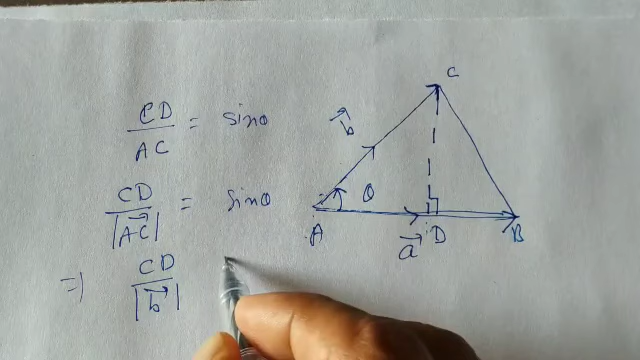 CD/AC = sinθ
CD/|AC→| = sinθ
⇒ CD/|b→|
C
b→
θ
A
a→
D
B